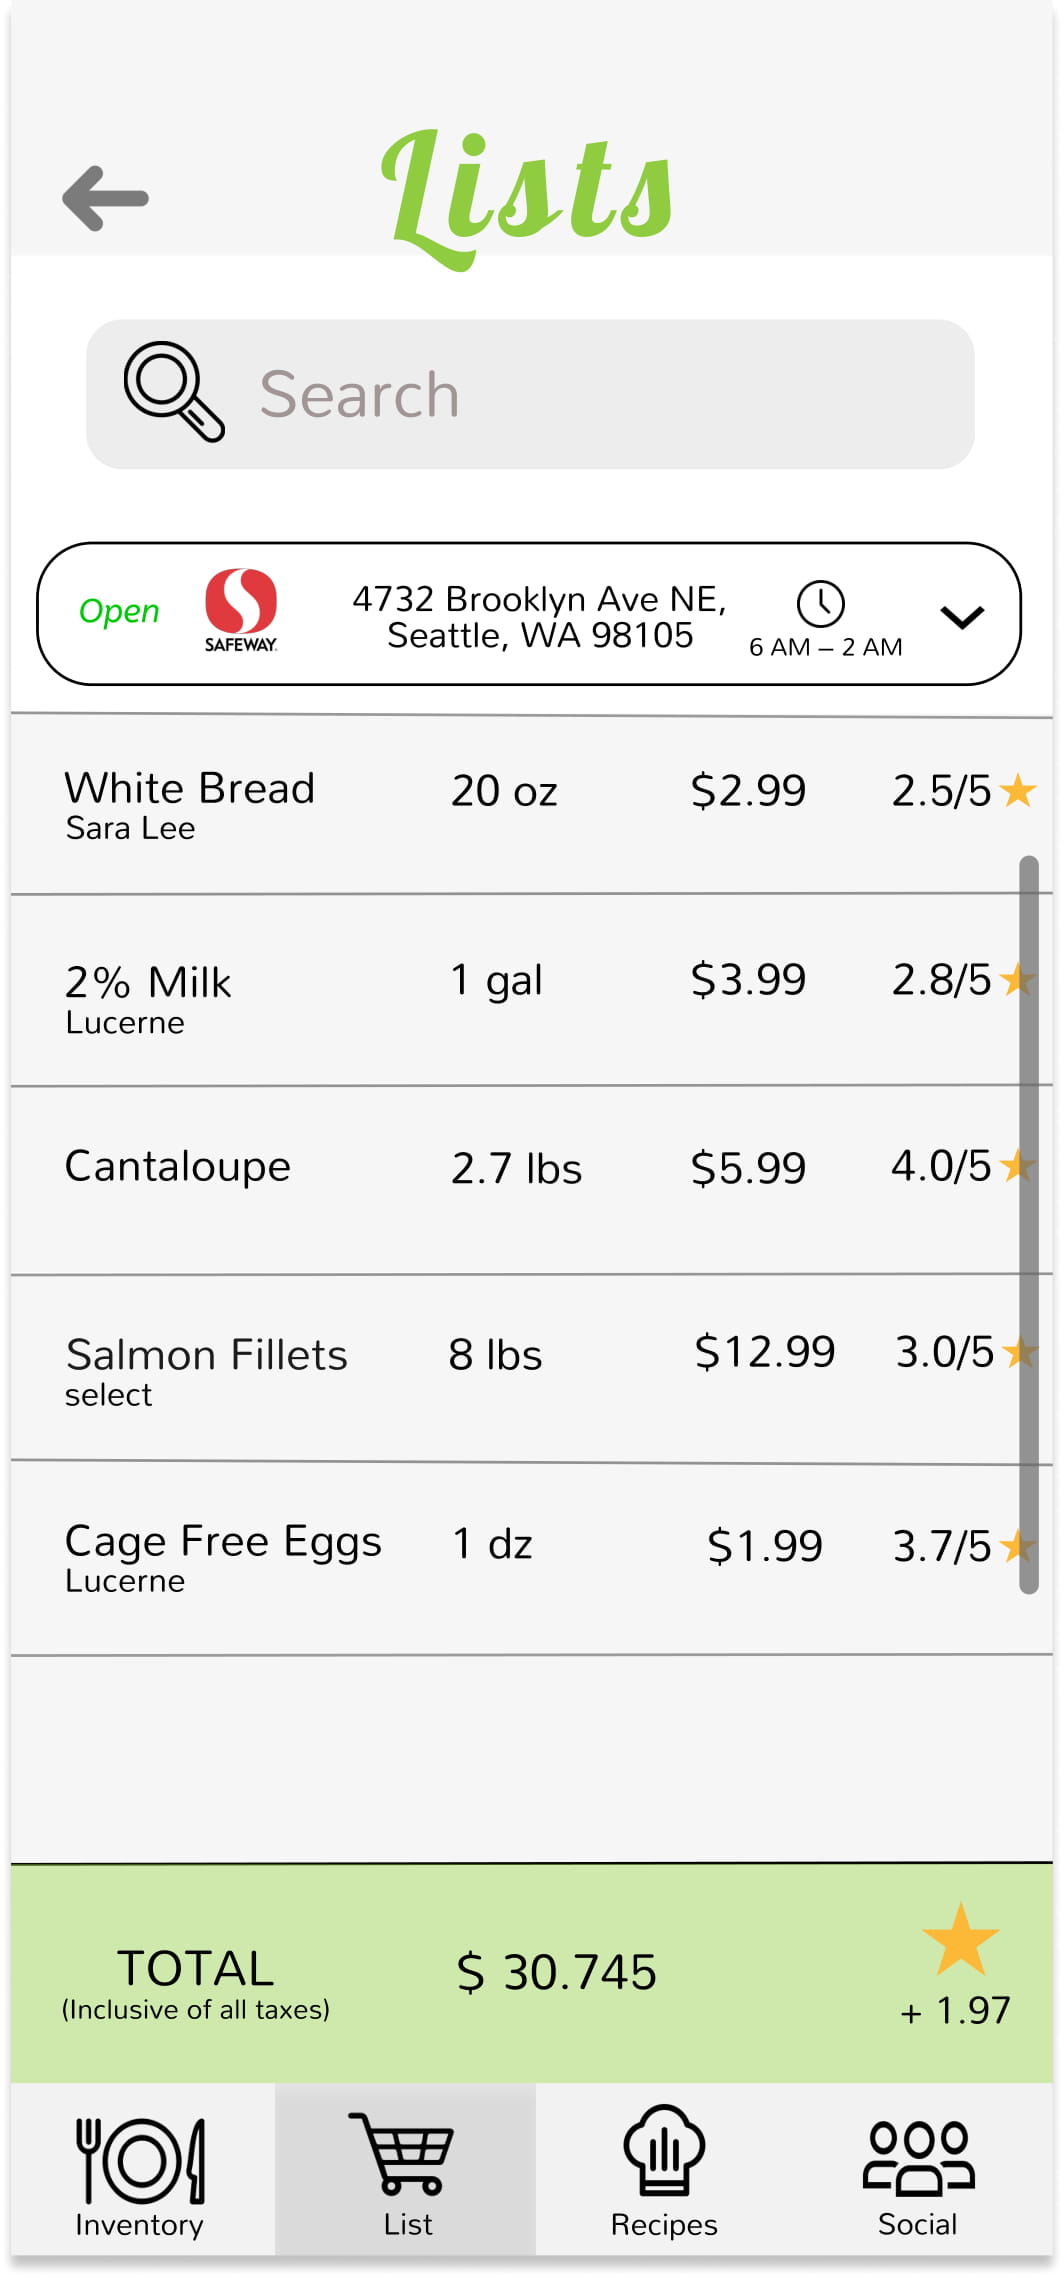 Lists
Search
Open
SAFEWAY.
4732 Brooklyn Ave NE,
Seattle, WA 98105
6 AM – 2 AM
White Bread 20 oz $2.99 2.5/5
Sara Lee
2% Milk 1 gal $3.99 2.8/5
Lucerne
Cantaloupe 2.7 lbs $5.99 4.0/5
Salmon Fillets 8 lbs $12.99 3.0/5
select
Cage Free Eggs 1 dz $1.99 3.7/5
Lucerne
TOTAL $ 30.745
(Inclusive of all taxes) + 1.97
Inventory List Recipes Social